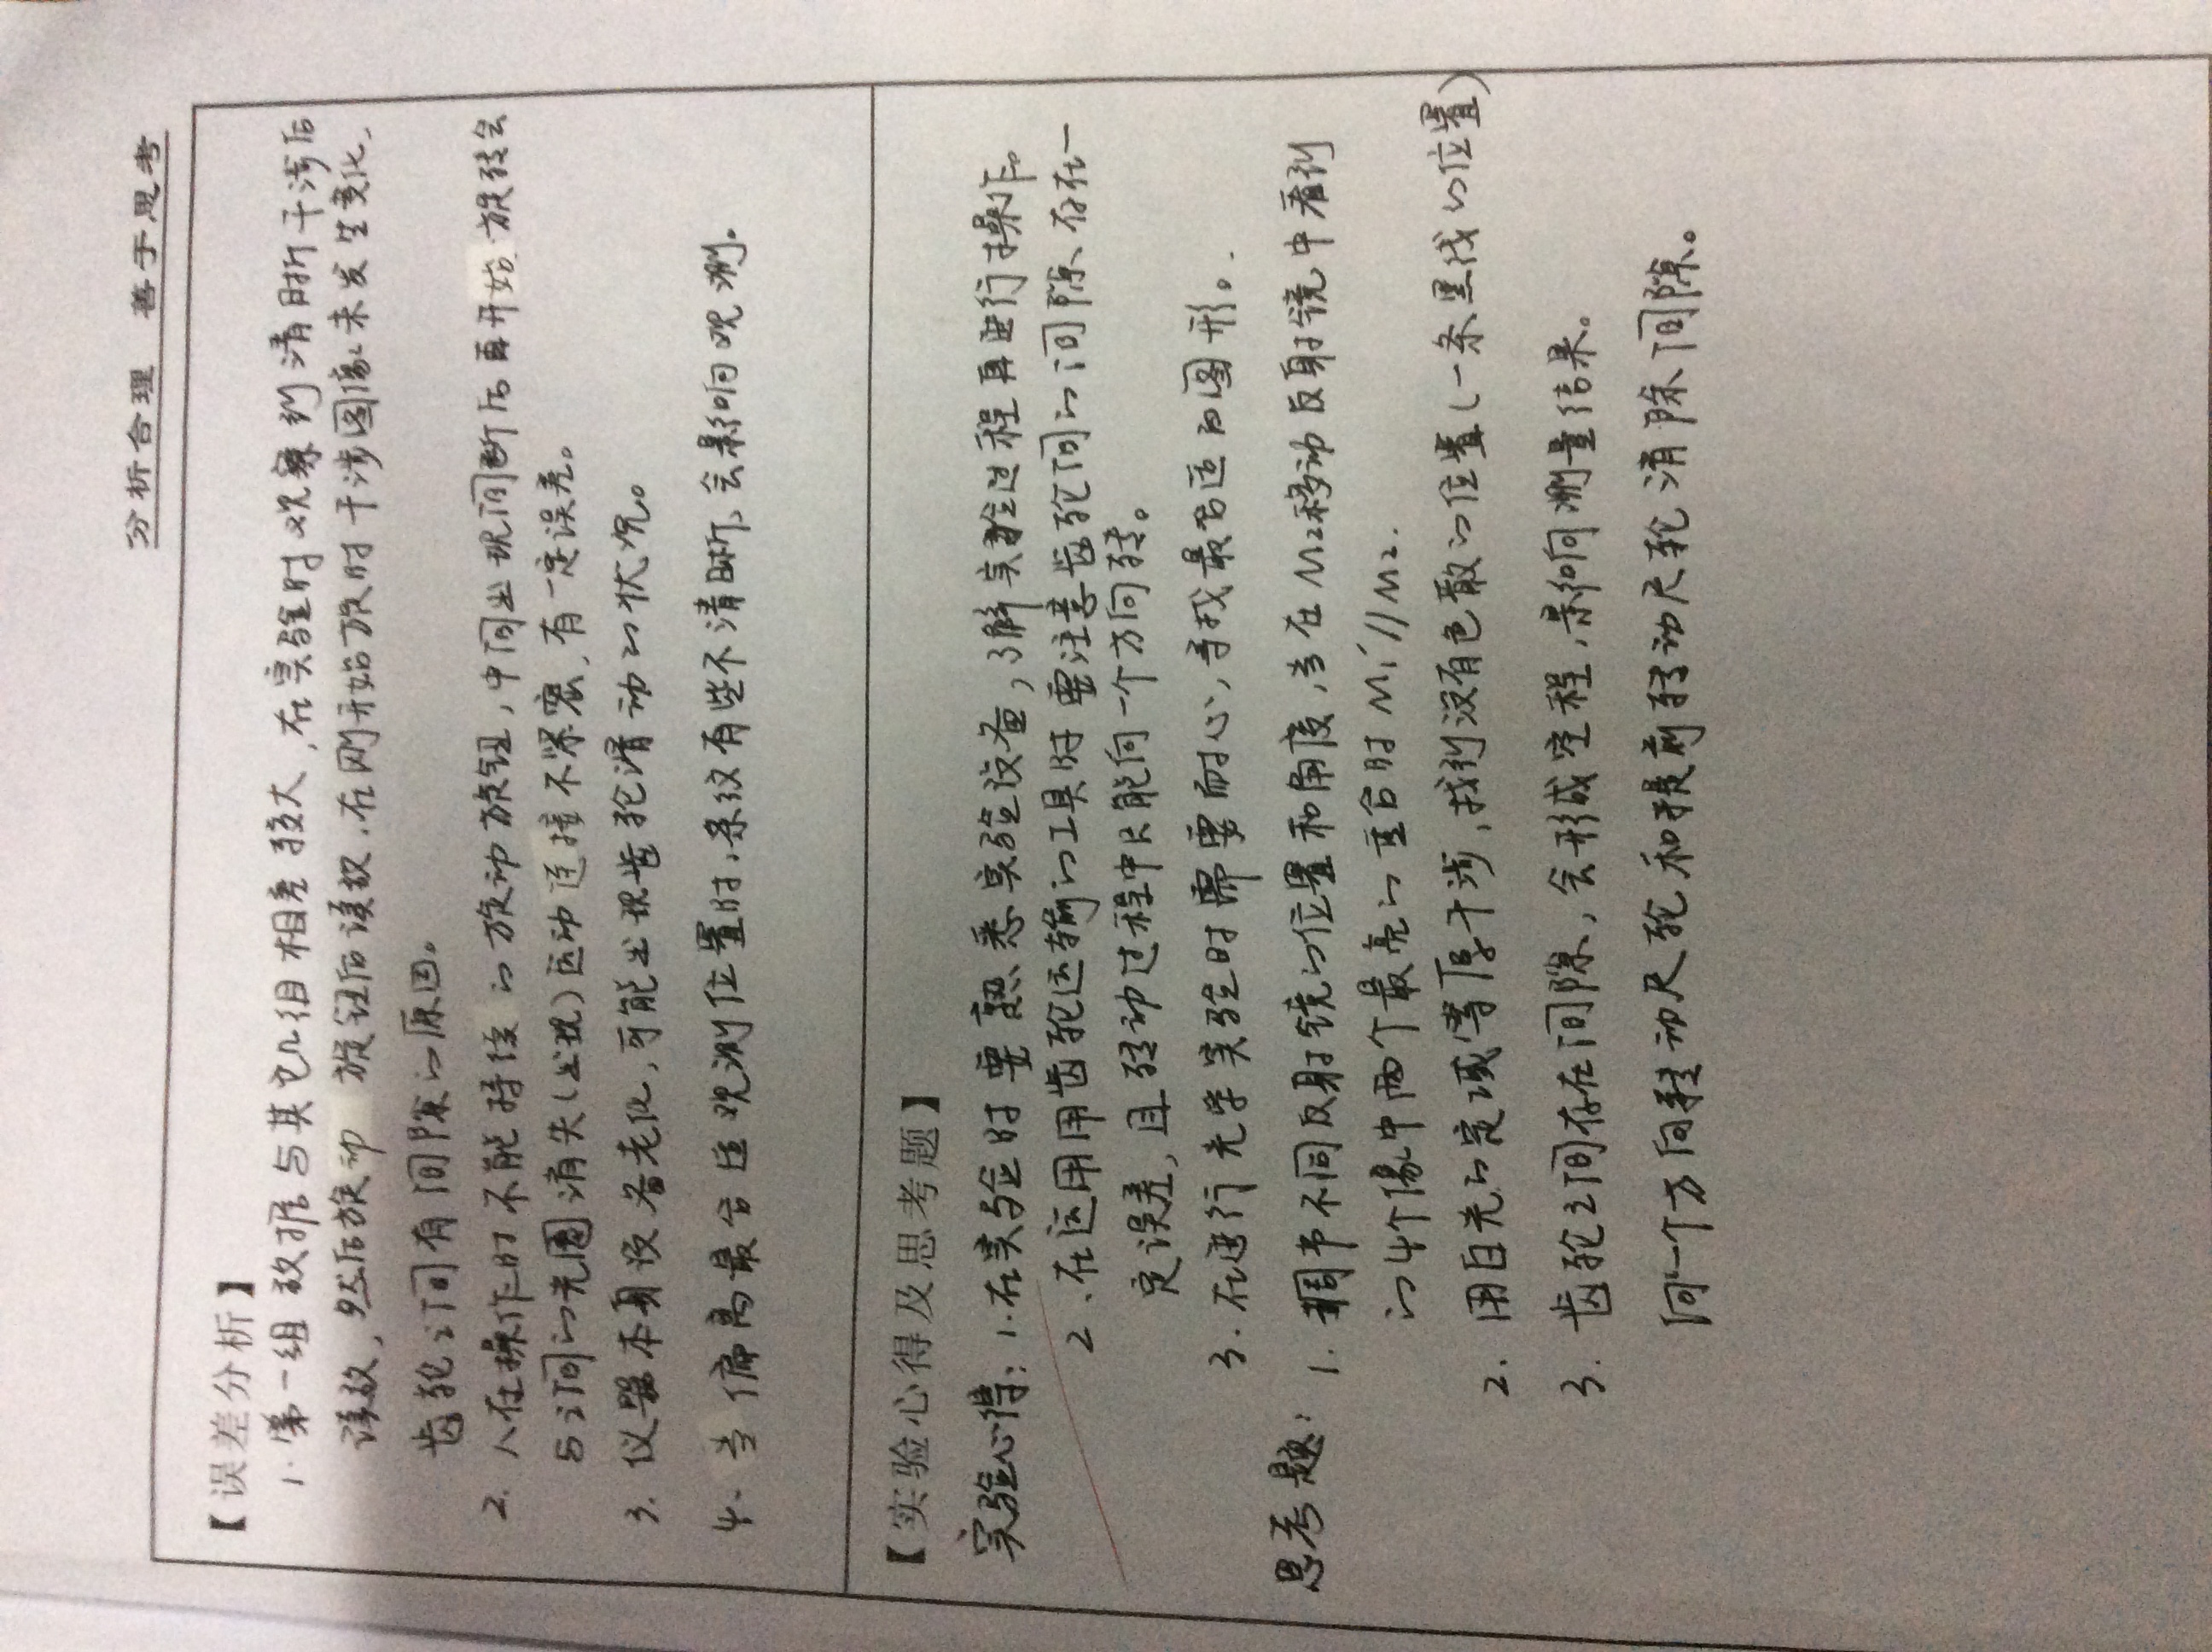 分析合理 善于思考
【误差分析】
1. 第一组数据与其它几组相差较大,在实验时观察到清晰干涉后
读数,然后旋动 旋钮后读数.在刚开始旋时干涉图像未发生变化,
齿轮之间有间隙的原因。
2. 人在操作时不能持续的旋动旋钮,中间出现间断后再开始旋转会
与之间的光圈消失(出现)运动连接不紧密,有一定误差。
3. 仪器本身设备老化,可能出现齿轮滑动的状况。
4. 当偏离最合适观测位置时,条纹有些不清晰,会影响观测。
【实验心得及思考题】
实验心得: 1.在实验时要熟悉实验设备,了解实验过程再进行操作。
2、在运用用齿轮运输的工具时要注意齿轮间的间隙存在一
定误差,且转动过程中只能向一个方向转。
3. 在进行光学实验时需要耐心,寻找最合适的图形。
思考题: 1. 调节不同反射镜的位置和角度,当在M2移动反射镜中看到
的4个像中两个最亮的重合时M1′//M2.
2. 用白光的定域等厚干涉,找到没有色散的位置(一条黑线的位置)
3. 齿轮之间存在间隙,会形成空程,影响测量结果。
向一个方向转动尺轮和提前转动尺轮消除间隙。